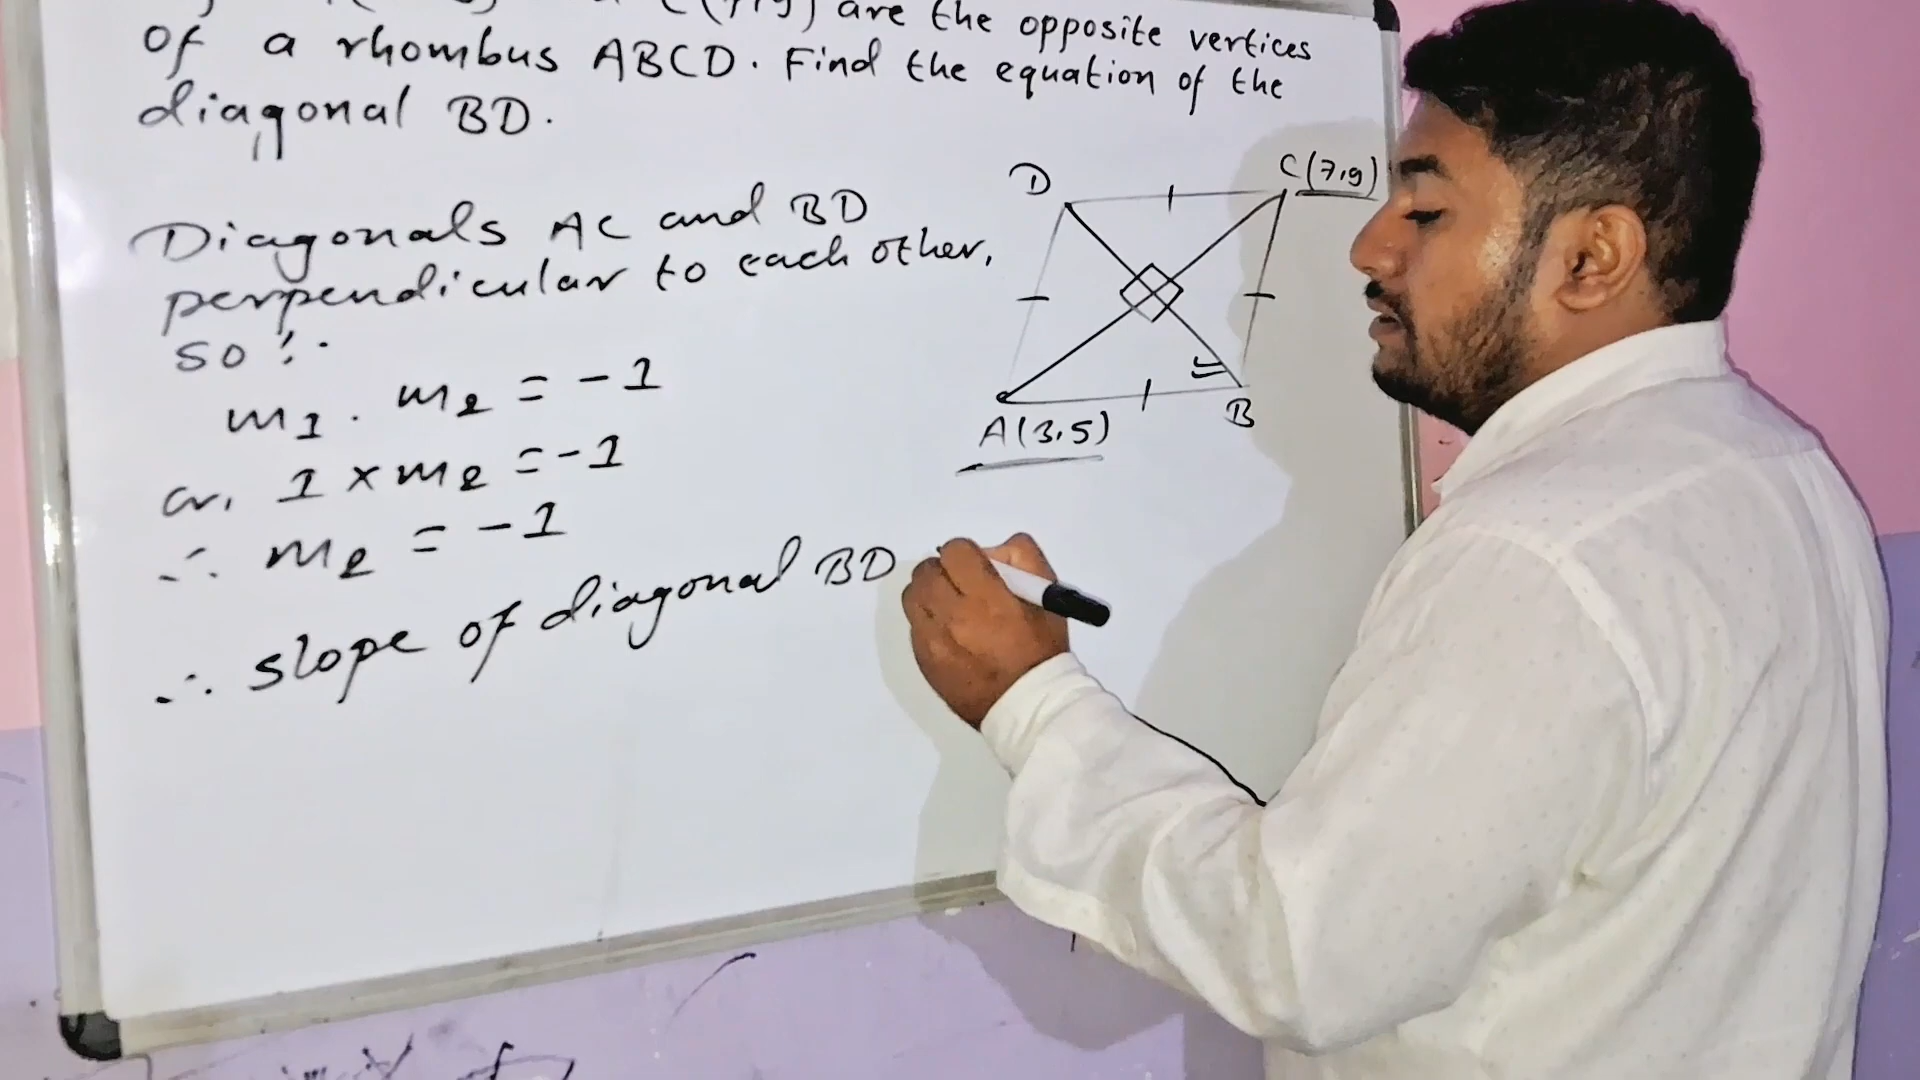 C(7,9) are the opposite vertices
of a rhombus ABCD. Find the equation of the
diagonal BD.
Diagonals AC and BD
perpendicular to each other,
so :-
m1 . m2 = -1
or, 1 × m2 = -1
∴ m2 = -1
∴ slope of diagonal BD
D
C(7,9)
A(3,5)
B